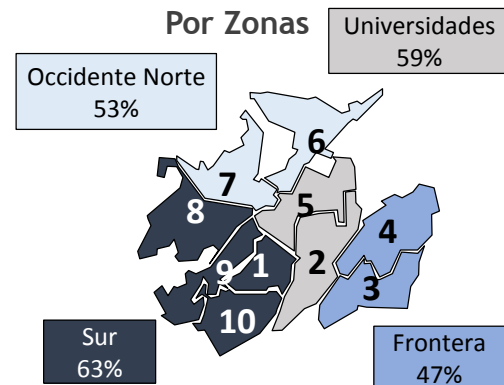 Por Zonas
Universidades
59%
Occidente Norte
53%
6
7
5
8
4
9
1
2
3
10
Sur
63%
Frontera
47%